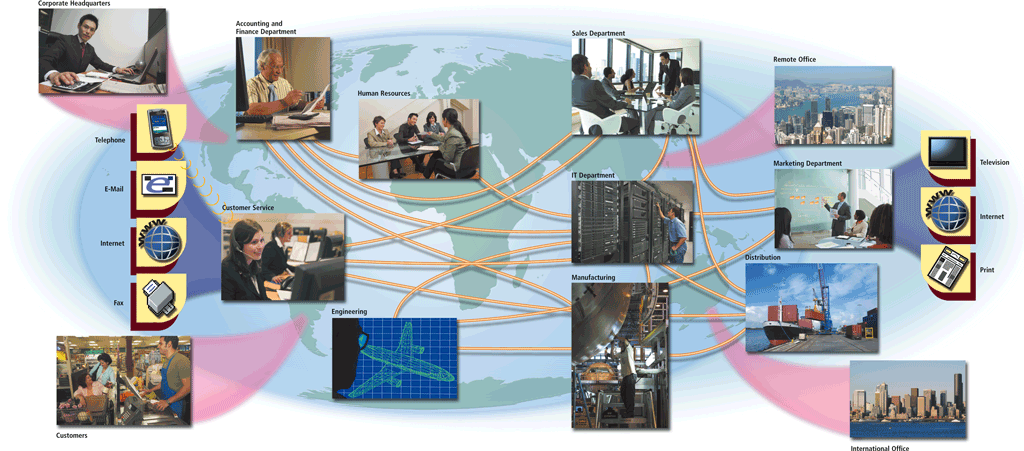 Corporate Headquarters
Accounting and
Finance Department
Sales Department
Remote Office
Human Resources
Telephone
Television
Marketing Department
IT Department
E-Mail
Customer Service
Internet
Internet
Distribution
Print
Manufacturing
Fax
Engineering
Customers
International Office